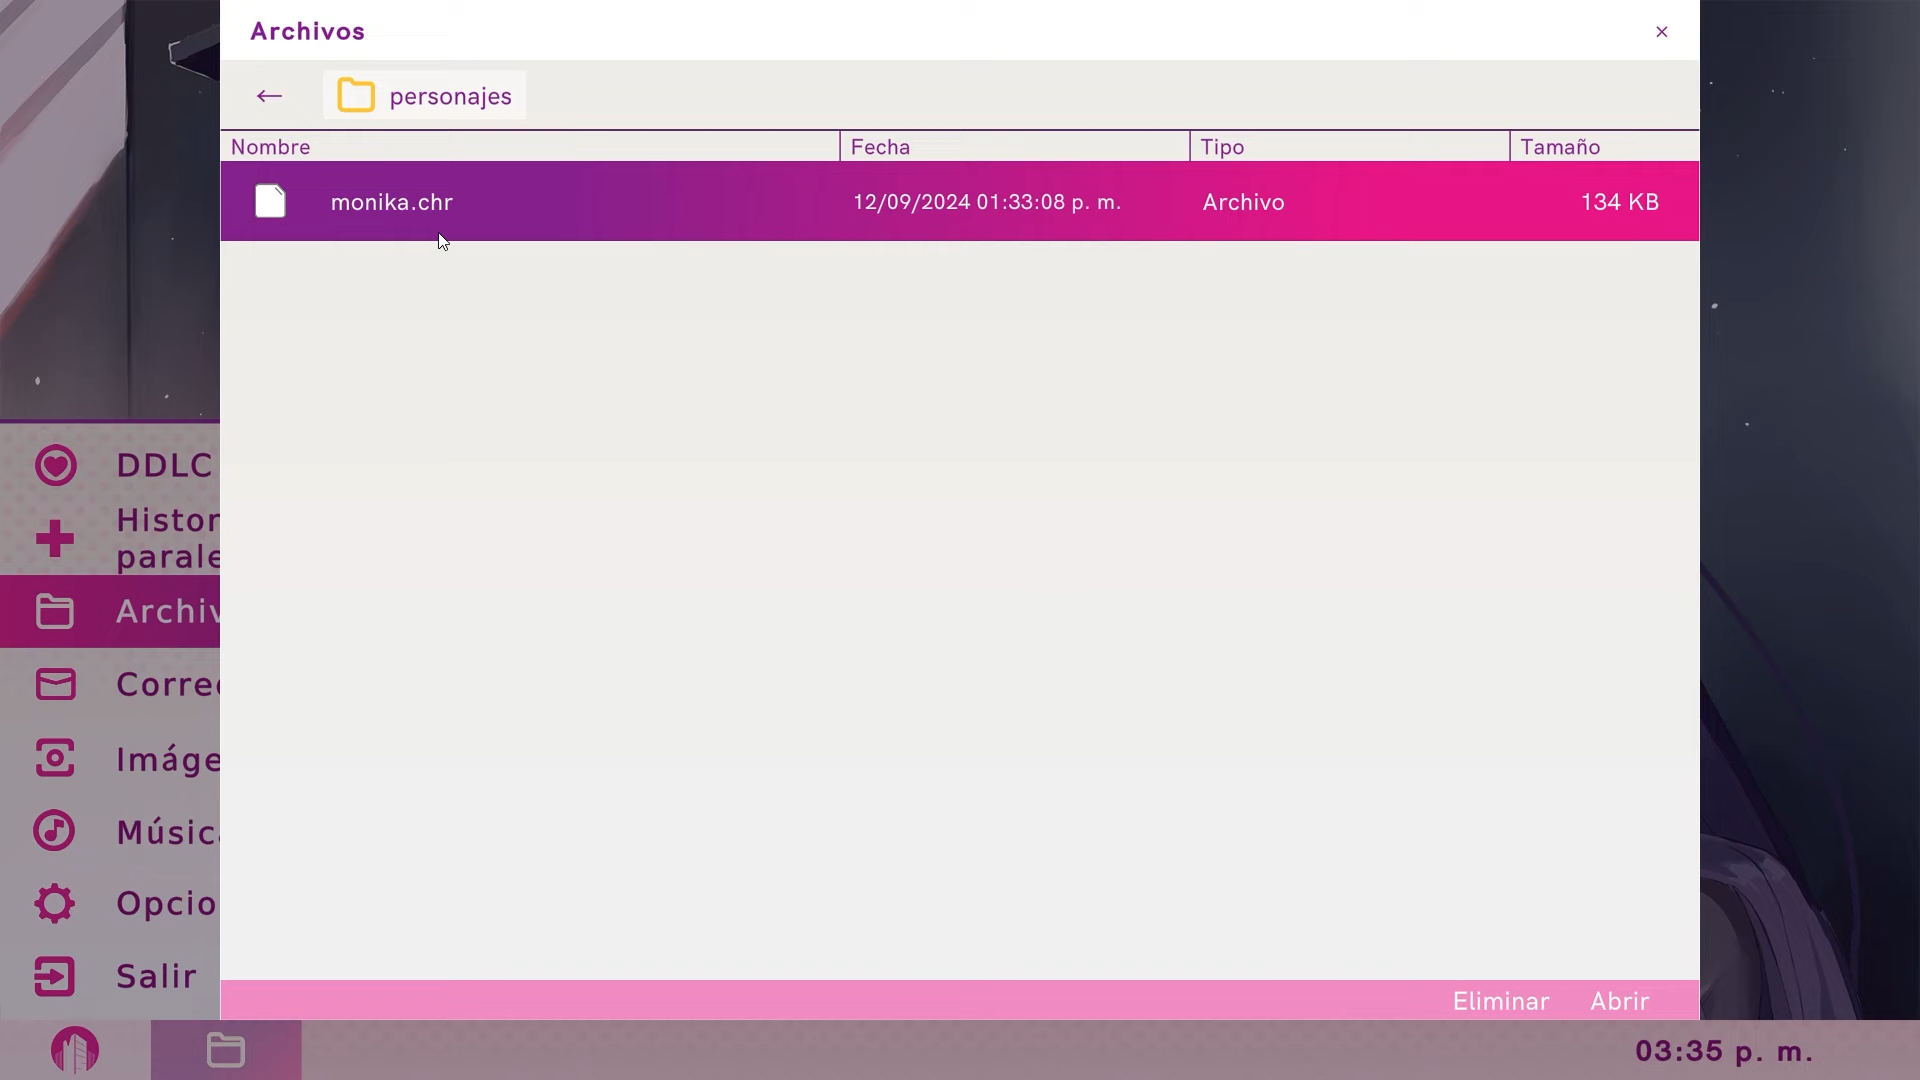 Archivos
×
← personajes
Nombre Fecha Tipo Tamaño
monika.chr 12/09/2024 01:33:08 p. m. Archivo 134 KB
DDLC
Histor
parale
Archiv
Corre
Imáge
Música
Opcio
Salir
Eliminar Abrir
03:35 p. m.